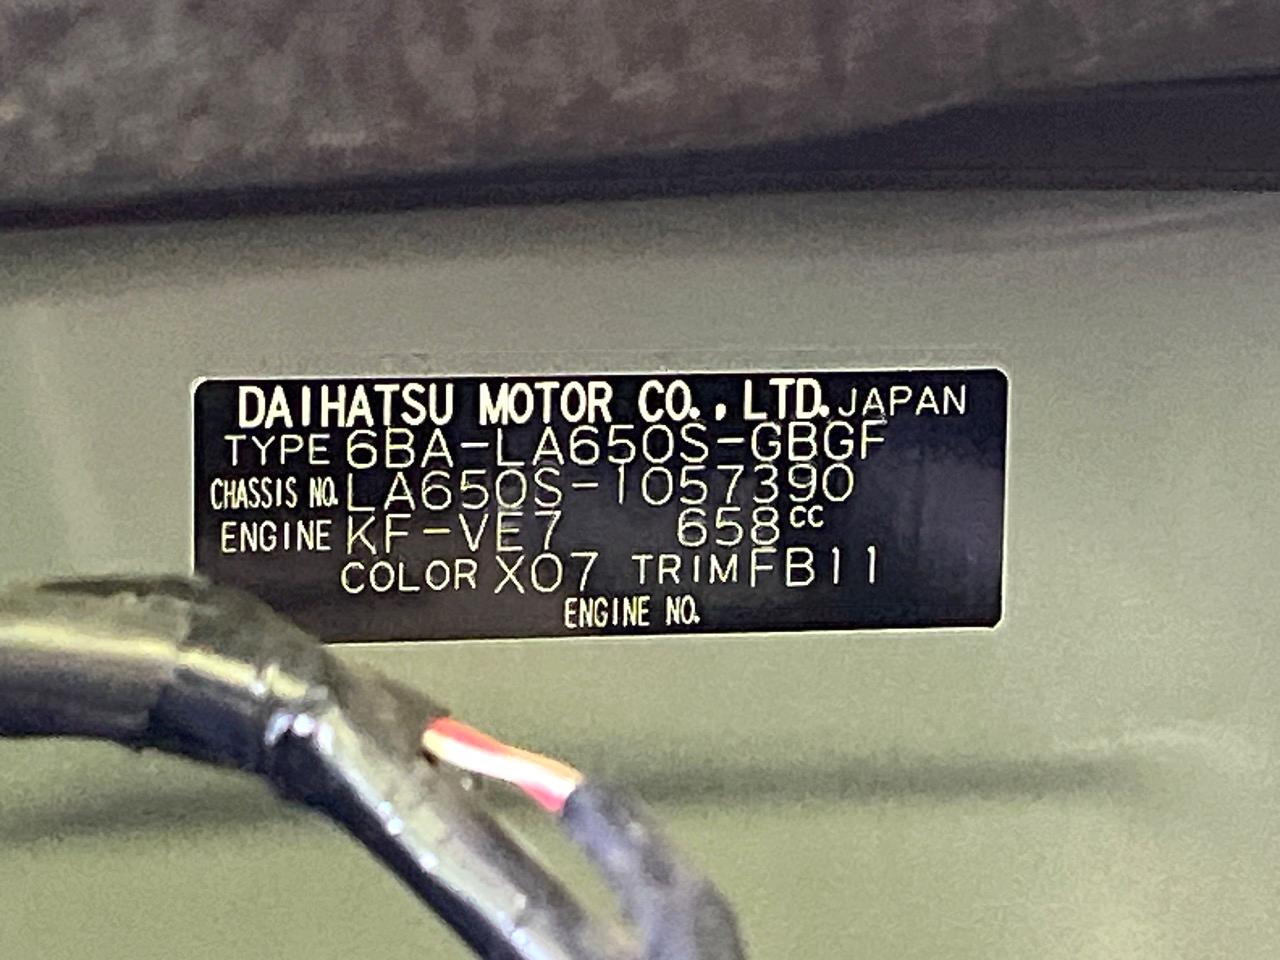 DAIHATSU MOTOR CO., LTD. JAPAN
TYPE 6BA-LA650S-GBGF
CHASSIS NO. LA650S-1057390
ENGINE KF-VE7 658cc
COLOR X07 TRIM FB11
ENGINE NO.